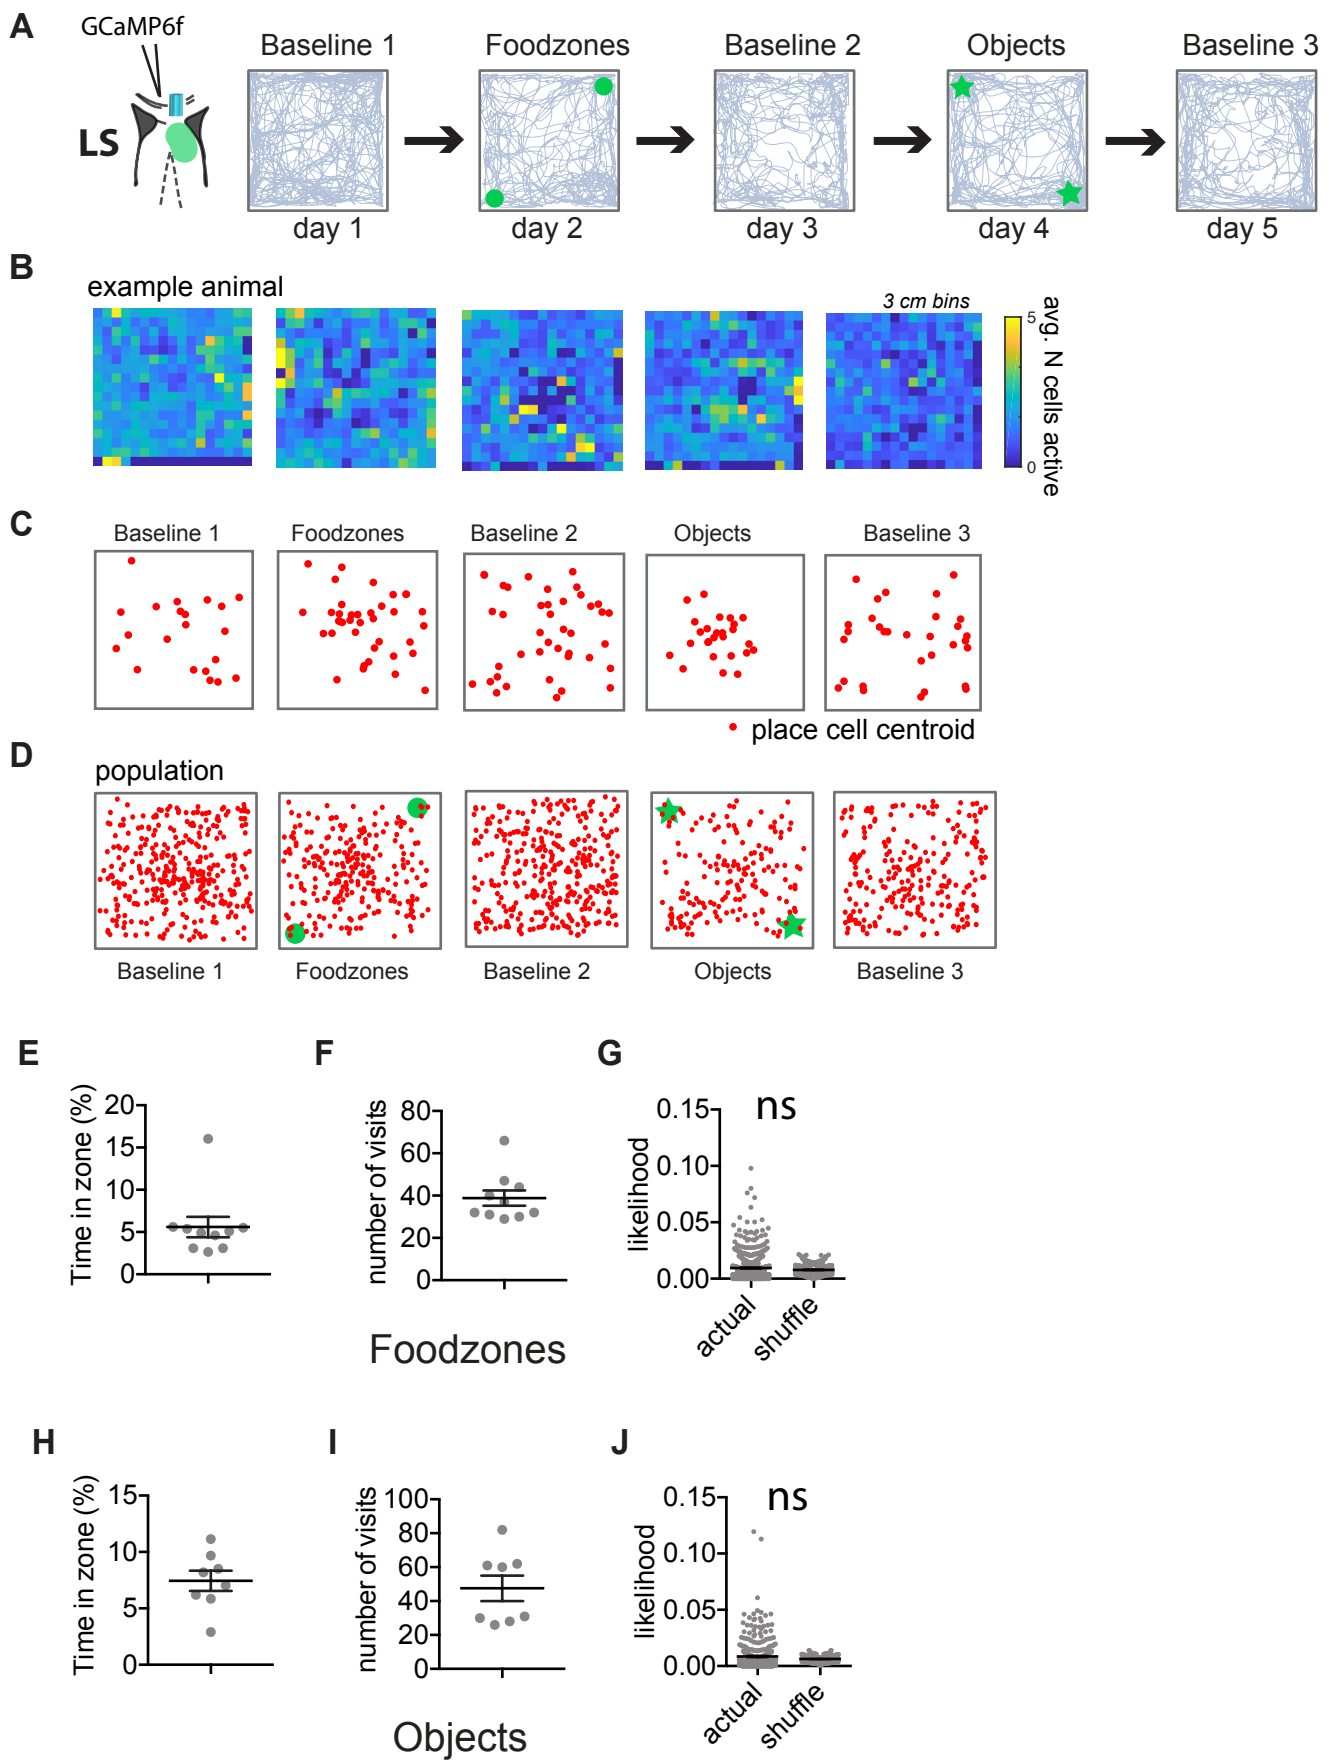 A
GCaMP6f
LS
Baseline 1
Foodzones
Baseline 2
Objects
Baseline 3
day 1
day 2
day 3
day 4
day 5
B
example animal
3 cm bins
5
0
avg. N cells active
C
Baseline 1
Foodzones
Baseline 2
Objects
Baseline 3
place cell centroid
D
population
Baseline 1
Foodzones
Baseline 2
Objects
Baseline 3
E
Time in zone (%)
20
15
10
5
0
F
number of visits
80
60
40
20
0
G
ns
likelihood
0.15
0.10
0.05
0.00
actual
shuffle
Foodzones
H
Time in zone (%)
15
10
5
0
I
number of visits
100
80
60
40
20
0
J
ns
likelihood
0.15
0.10
0.05
0.00
actual
shuffle
Objects